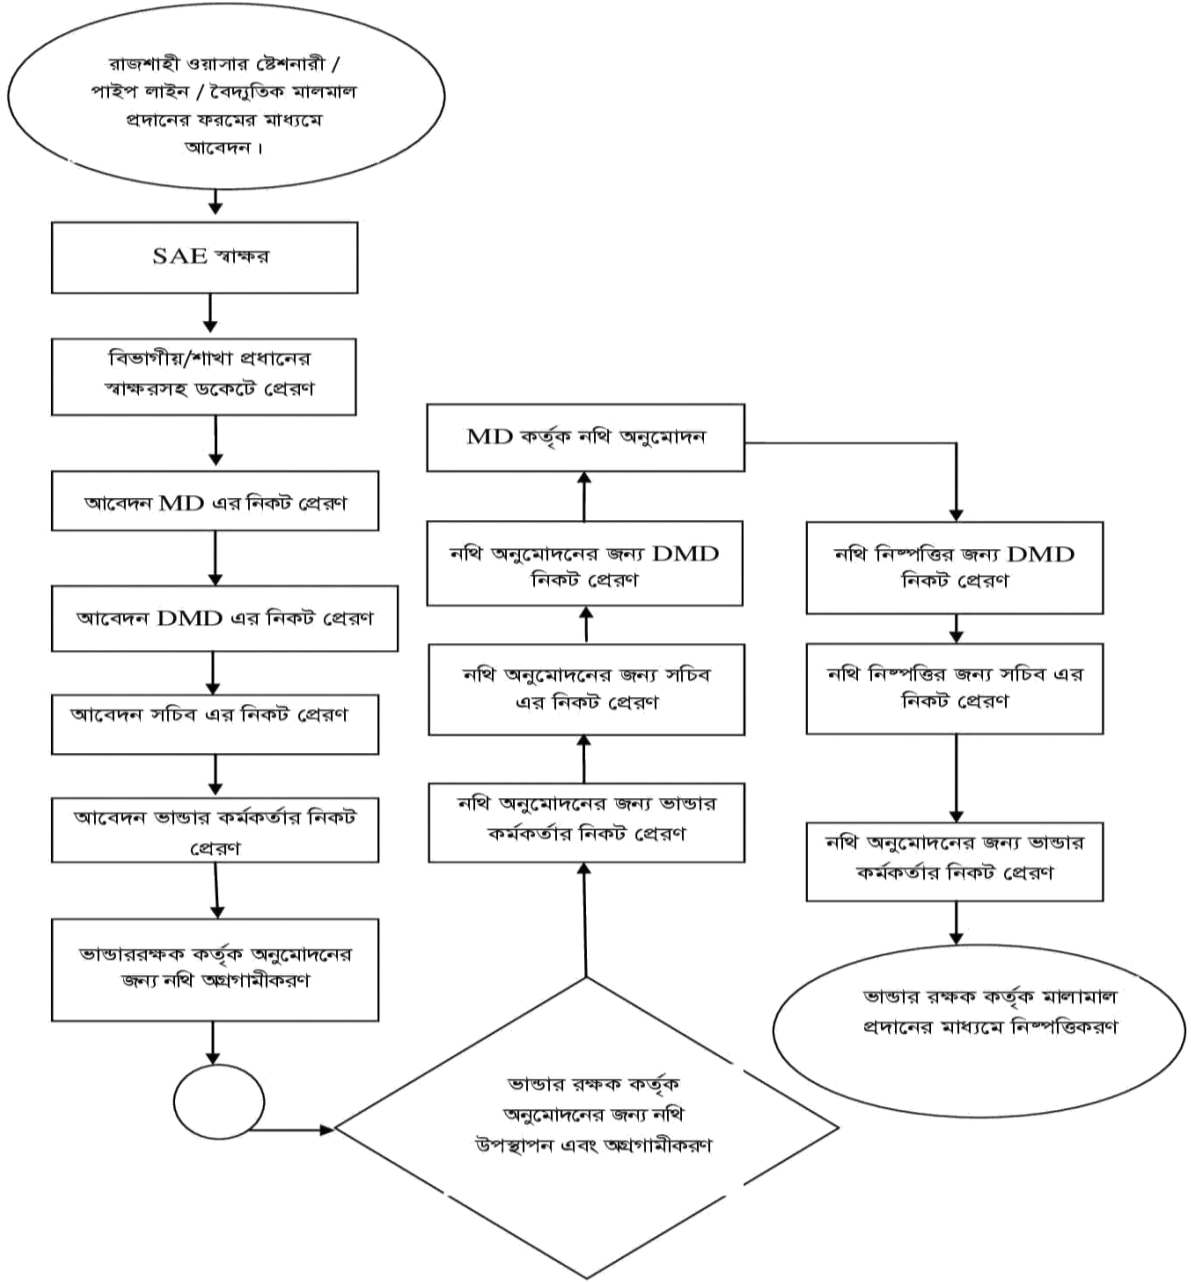 রাজশাহী ওয়াসার ষ্টেশনারী /
পাইপ লাইন / বৈদ্যুতিক মালমাল
প্রদানের ফরমের মাধ্যমে
আবেদন।
SAE স্বাক্ষর
বিভাগীয়/শাখা প্রধানের
স্বাক্ষরসহ ডকেটে প্রেরণ
আবেদন MD এর নিকট প্রেরণ
আবেদন DMD এর নিকট প্রেরণ
আবেদন সচিব এর নিকট প্রেরণ
আবেদন ভান্ডার কর্মকর্তার নিকট
প্রেরণ
ভান্ডাররক্ষক কর্তৃক অনুমোদনের
জন্য নথি অগ্রগামীকরণ
ভান্ডার রক্ষক কর্তৃক
অনুমোদনের জন্য নথি
উপস্থাপন এবং অগ্রগামীকরণ
নথি অনুমোদনের জন্য ভান্ডার
কর্মকর্তার নিকট প্রেরণ
নথি অনুমোদনের জন্য সচিব
এর নিকট প্রেরণ
নথি অনুমোদনের জন্য DMD
নিকট প্রেরণ
MD কর্তৃক নথি অনুমোদন
নথি নিষ্পত্তির জন্য DMD
নিকট প্রেরণ
নথি নিষ্পত্তির জন্য সচিব এর
নিকট প্রেরণ
নথি অনুমোদনের জন্য ভান্ডার
কর্মকর্তার নিকট প্রেরণ
ভান্ডার রক্ষক কর্তৃক মালামাল
প্রদানের মাধ্যমে নিষ্পত্তিকরণ